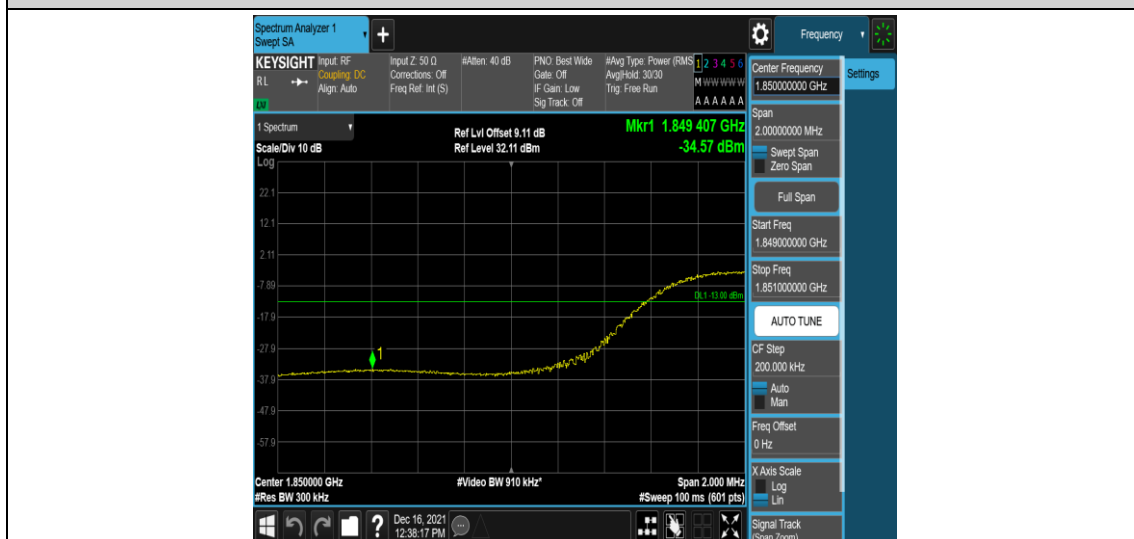 Spectrum Analyzer 1
Swept SA
+
Frequency
KEYSIGHT
RL
LXI
Input: RF
Coupling: DC
Align: Auto
Input Z: 50 Ω
Corrections: Off
Freq Ref: Int (S)
#Atten: 40 dB
PNO: Best Wide
Gate: Off
IF Gain: Low
Sig Track: Off
#Avg Type: Power (RMS
Avg|Hold: 30/30
Trig: Free Run
1 2 3 4 5 6
M W W W W W
A A A A A A
Settings
Center Frequency
1.850000000 GHz
Span
2.00000000 MHz
Swept Span
Zero Span
Full Span
Start Freq
1.849000000 GHz
Stop Freq
1.851000000 GHz
AUTO TUNE
CF Step
200.000 kHz
Auto
Man
Freq Offset
0 Hz
X Axis Scale
Log
Lin
Signal Track
(Span Zoom)
1 Spectrum
Scale/Div 10 dB
Log
Ref Lvl Offset 9.11 dB
Ref Level 32.11 dBm
Mkr1 1.849 407 GHz
-34.57 dBm
22.1
12.1
2.11
-7.89
-17.9
-27.9
-37.9
-47.9
-57.9
DL1 -13.00 dBm
1
Center 1.850000 GHz
#Res BW 300 kHz
#Video BW 910 kHz*
Span 2.000 MHz
#Sweep 100 ms (601 pts)
?
Dec 16, 2021
12:38:17 PM